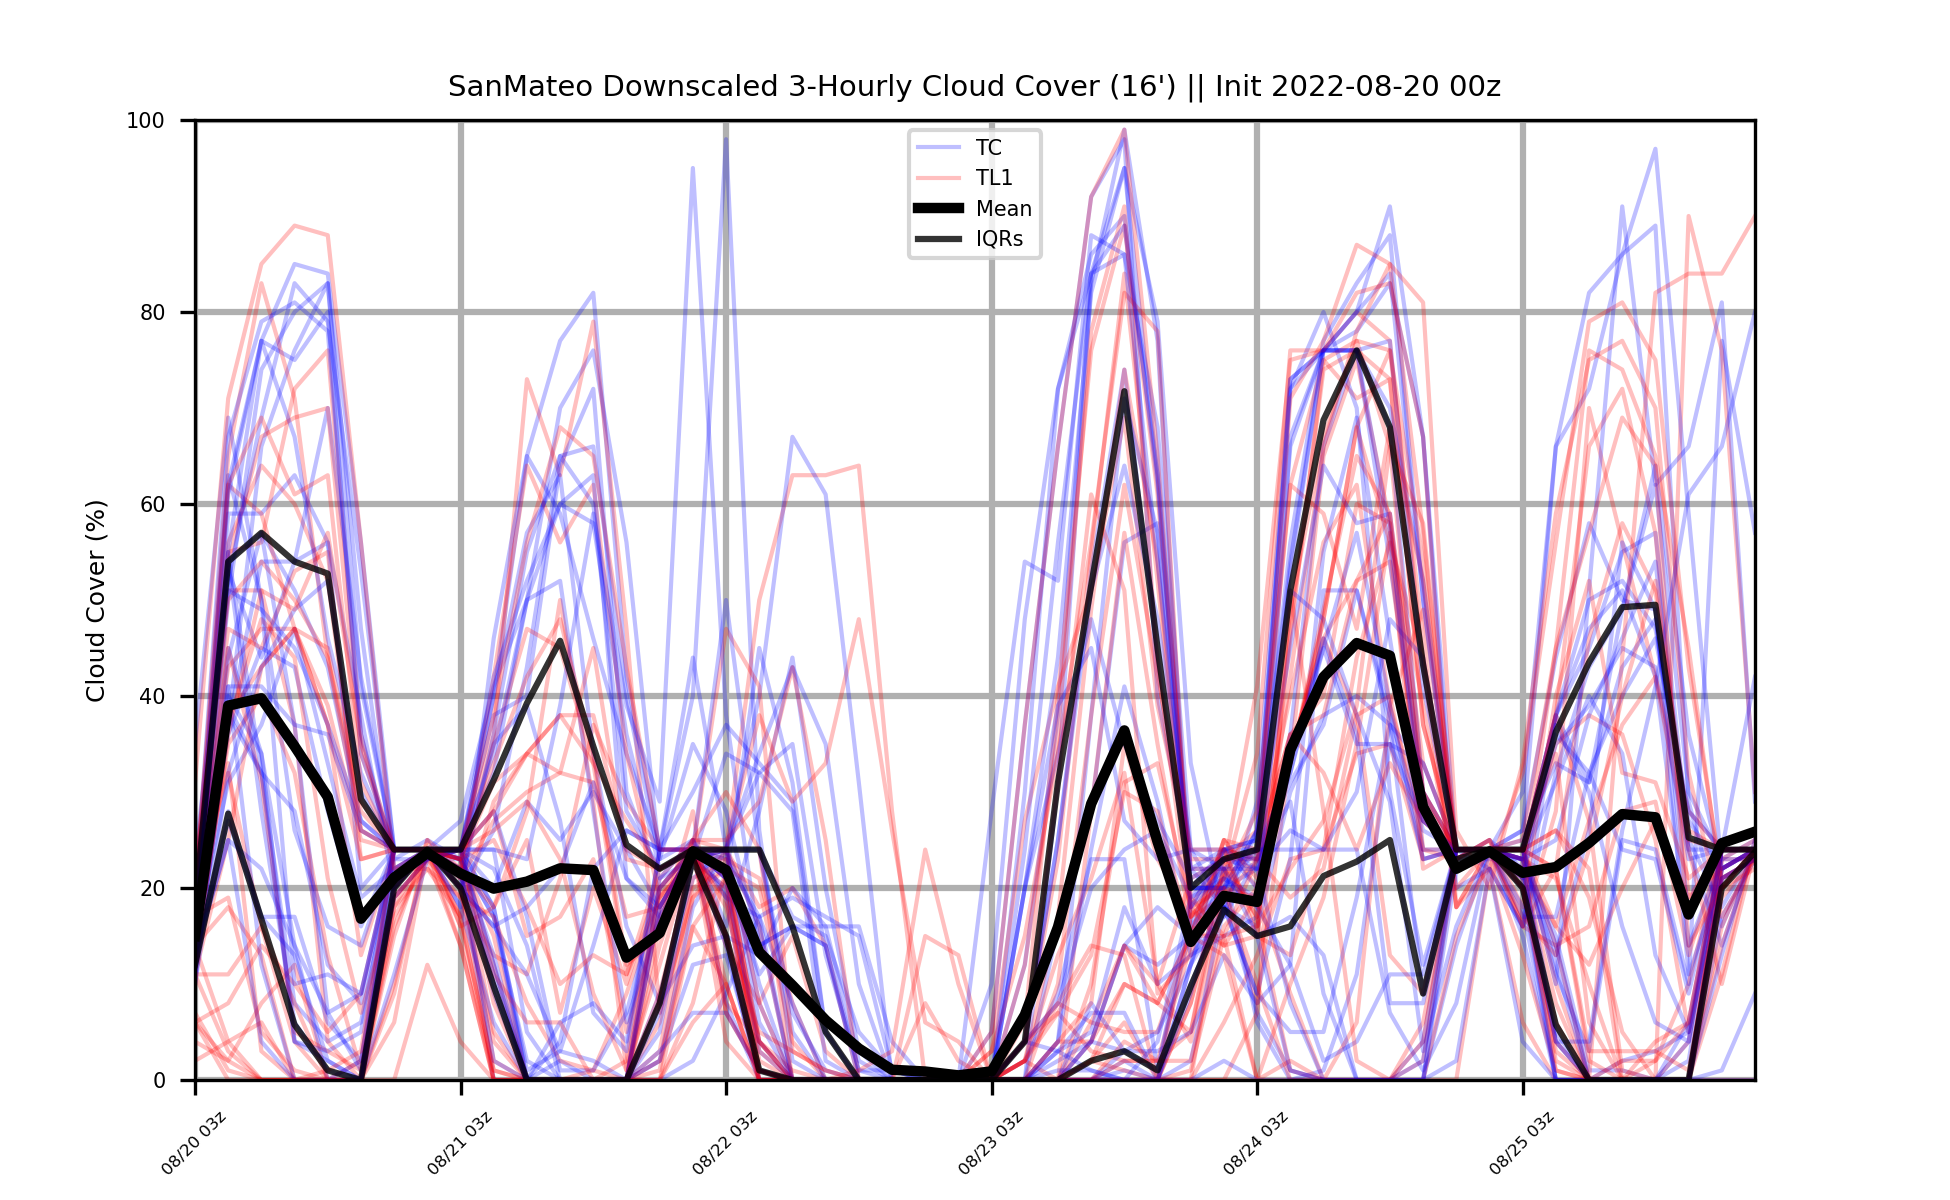 SanMateo Downscaled 3-Hourly Cloud Cover (16') || Init 2022-08-20 00z
100
80
60
40
20
0
Cloud Cover (%)
TC
TL1
Mean
IQRs
08/20 03z
08/21 03z
08/22 03z
08/23 03z
08/24 03z
08/25 03z